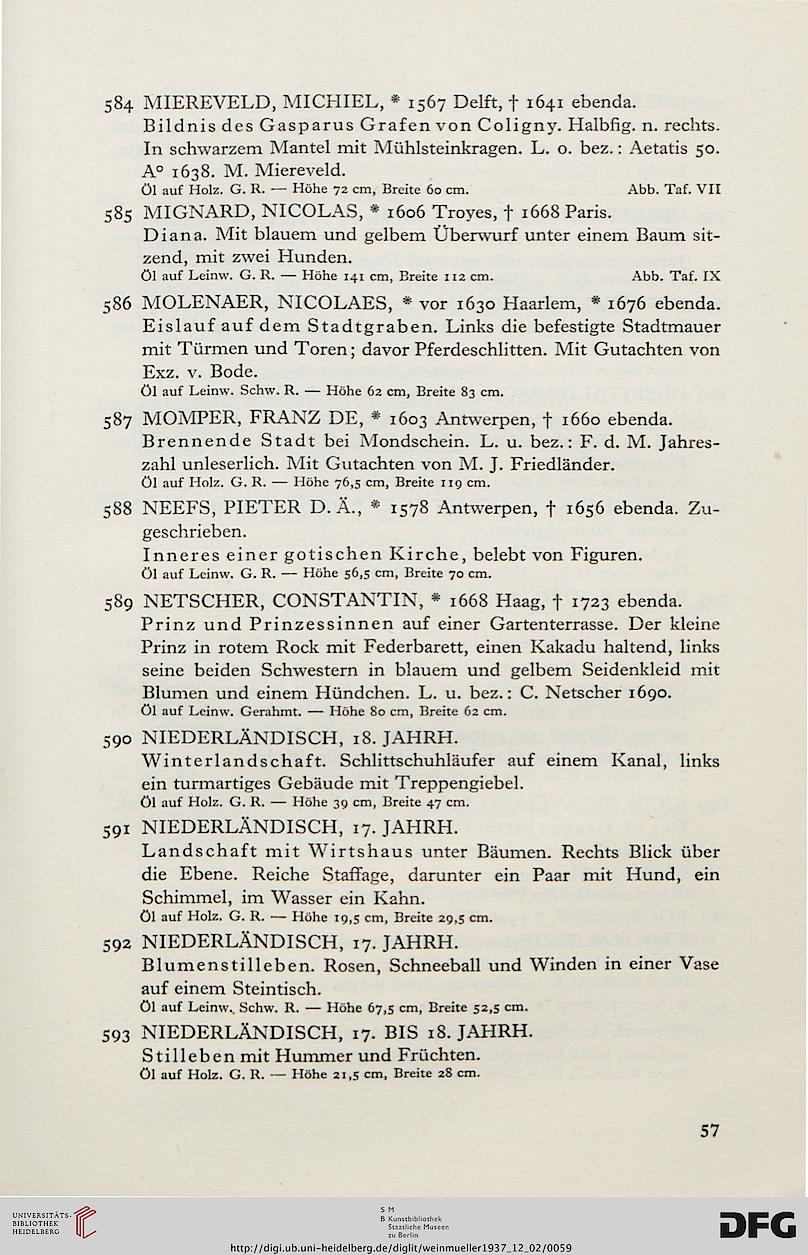 584 MIEREVELD, MICHIEL, * 1567 Delft, † 1641 ebenda.
Bildnis des Gasparus Grafen von Coligny. Halbfig. n. rechts.
In schwarzem Mantel mit Mühlsteinkragen. L. o. bez.: Aetatis 50.
A° 1638. M. Miereveld.
Öl auf Holz. G. R. — Höhe 72 cm, Breite 60 cm. Abb. Taf. VII
585 MIGNARD, NICOLAS, * 1606 Troyes, † 1668 Paris.
Diana. Mit blauem und gelbem Überwurf unter einem Baum sit-
zend, mit zwei Hunden.
Öl auf Leinw. G. R. — Höhe 141 cm, Breite 112 cm. Abb. Taf. IX
586 MOLENAER, NICOLAES, * vor 1630 Haarlem, * 1676 ebenda.
Eislauf auf dem Stadtgraben. Links die befestigte Stadtmauer
mit Türmen und Toren; davor Pferdeschlitten. Mit Gutachten von
Exz. v. Bode.
Öl auf Leinw. Schw. R. — Höhe 62 cm, Breite 83 cm.
587 MOMPER, FRANZ DE, * 1603 Antwerpen, † 1660 ebenda.
Brennende Stadt bei Mondschein. L. u. bez.: F. d. M. Jahres-
zahl unleserlich. Mit Gutachten von M. J. Friedländer.
Öl auf Holz. G. R. — Höhe 76,5 cm, Breite 119 cm.
588 NEEFS, PIETER D. Ä., * 1578 Antwerpen, † 1656 ebenda. Zu-
geschrieben.
Inneres einer gotischen Kirche, belebt von Figuren.
Öl auf Leinw. G. R. — Höhe 56,5 cm, Breite 70 cm.
589 NETSCHER, CONSTANTIN, * 1668 Haag, † 1723 ebenda.
Prinz und Prinzessinnen auf einer Gartenterrasse. Der kleine
Prinz in rotem Rock mit Federbarett, einen Kakadu haltend, links
seine beiden Schwestern in blauem und gelbem Seidenkleid mit
Blumen und einem Hündchen. L. u. bez.: C. Netscher 1690.
Öl auf Leinw. Gerahmt. — Höhe 80 cm, Breite 62 cm.
590 NIEDERLÄNDISCH, 18. JAHRH.
Winterlandschaft. Schlittschuhläufer auf einem Kanal, links
ein turmartiges Gebäude mit Treppengiebel.
Öl auf Holz. G. R. — Höhe 39 cm, Breite 47 cm.
591 NIEDERLÄNDISCH, 17. JAHRH.
Landschaft mit Wirtshaus unter Bäumen. Rechts Blick über
die Ebene. Reiche Staffage, darunter ein Paar mit Hund, ein
Schimmel, im Wasser ein Kahn.
Öl auf Holz. G. R. — Höhe 19,5 cm, Breite 29,5 cm.
592 NIEDERLÄNDISCH, 17. JAHRH.
Blumenstilleben. Rosen, Schneeball und Winden in einer Vase
auf einem Steintisch.
Öl auf Leinw. Schw. R. — Höhe 67,5 cm, Breite 52,5 cm.
593 NIEDERLÄNDISCH, 17. BIS 18. JAHRH.
Stilleben mit Hummer und Früchten.
Öl auf Holz. G. R. — Höhe 21,5 cm, Breite 28 cm.
57
UNIVERSITÄTS-
BIBLIOTHEK
HEIDELBERG
S M
B Kunstbibliothek
Staatliche Museen
zu Berlin
DFG
http://digi.ub.uni-heidelberg.de/diglit/weinmueller1937_12_02/0059